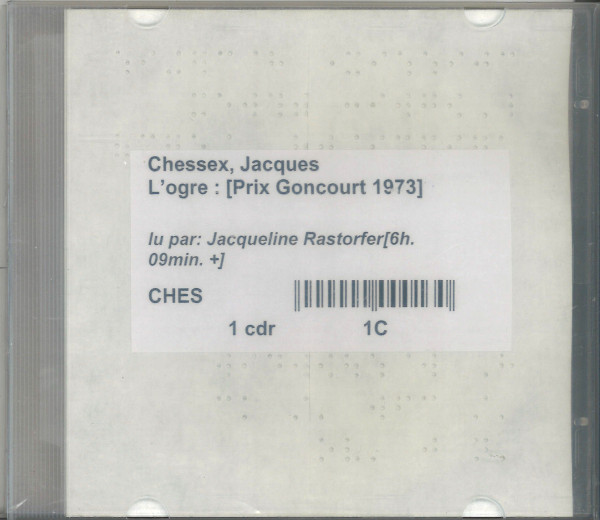 Chessex, Jacques
L'ogre : [Prix Goncourt 1973]
lu par: Jacqueline Rastorfer[6h.
09min. +]
CHES
1 cdr 1C